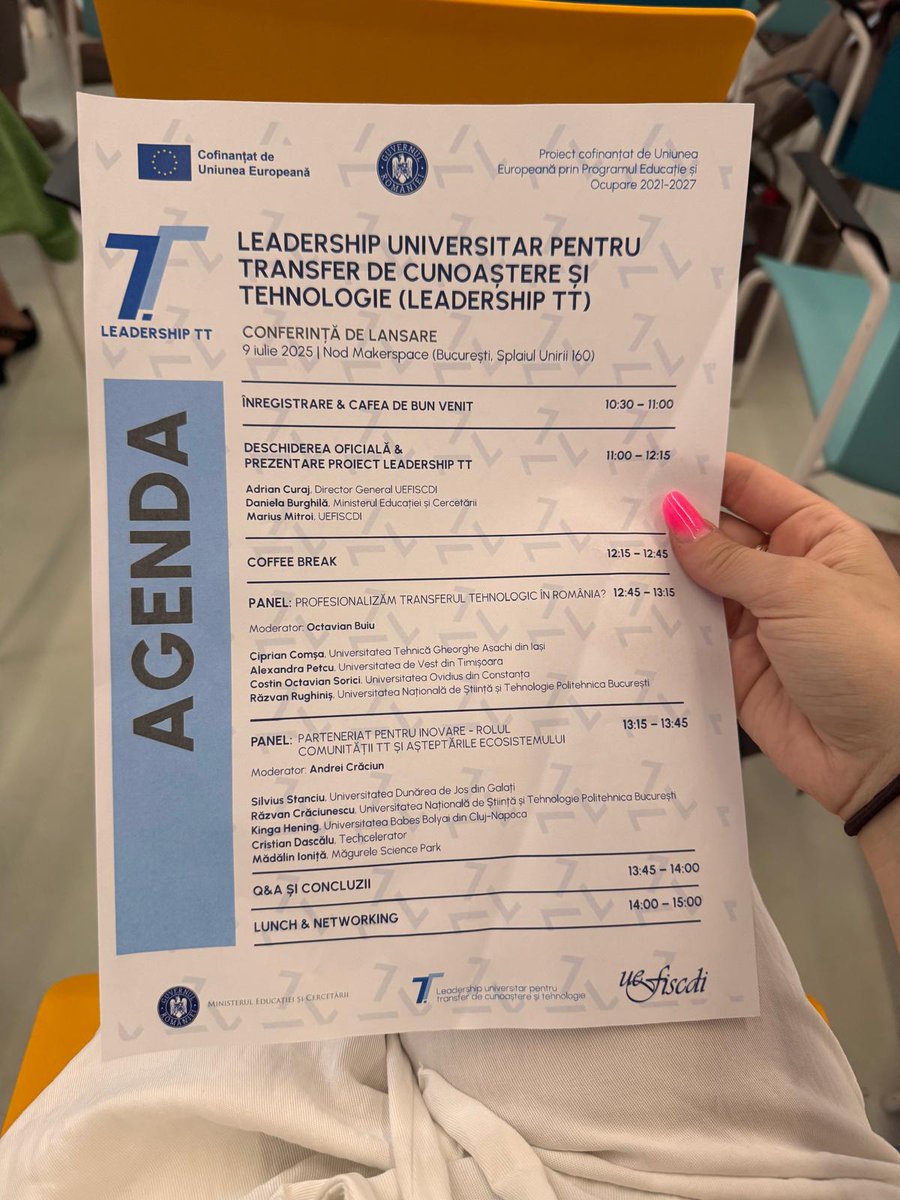 Cofinanțat de
Uniunea Europeană
GUVERNUL ROMÂNIEI
Proiect cofinanțat de Uniunea
Europeană prin Programul Educație și
Ocupare 2021-2027
TT
LEADERSHIP TT
LEADERSHIP UNIVERSITAR PENTRU
TRANSFER DE CUNOAȘTERE ȘI
TEHNOLOGIE (LEADERSHIP TT)
CONFERINȚĂ DE LANSARE
9 iulie 2025 | Nod Makerspace (București, Splaiul Unirii 160)
AGENDA
ÎNREGISTRARE & CAFEA DE BUN VENIT 10:30 – 11:00
DESCHIDEREA OFICIALĂ &
PREZENTARE PROIECT LEADERSHIP TT 11:00 – 12:15
Adrian Curaj, Director General UEFISCDI
Daniela Burghilă, Ministerul Educației și Cercetării
Marius Mitroi, UEFISCDI
COFFEE BREAK 12:15 – 12:45
PANEL: PROFESIONALIZĂM TRANSFERUL TEHNOLOGIC ÎN ROMÂNIA? 12:45 – 13:15
Moderator: Octavian Buiu
Ciprian Comșa, Universitatea Tehnică Gheorghe Asachi din Iași
Alexandra Petcu, Universitatea de Vest din Timișoara
Costin Octavian Sorici, Universitatea Ovidius din Constanța
Răzvan Rughiniș, Universitatea Națională de Știință și Tehnologie Politehnica București
PANEL: PARTENERIAT PENTRU INOVARE - ROLUL 13:15 – 13:45
COMUNITĂȚII TT ȘI AȘTEPTĂRILE ECOSISTEMULUI
Moderator: Andrei Crăciun
Silvius Stanciu, Universitatea Dunărea de Jos din Galați
Răzvan Crăciunescu, Universitatea Națională de Știință și Tehnologie Politehnica București
Kinga Hening, Universitatea Babes Bolyai din Cluj-Napoca
Cristian Dascălu, Techcelerator
Mădălin Ioniță, Măgurele Science Park
Q&A ȘI CONCLUZII 13:45 – 14:00
LUNCH & NETWORKING 14:00 – 15:00
GUVERNUL ROMÂNIEI
MINISTERUL EDUCAȚIEI ȘI CERCETĂRII
TT
Leadership universitar pentru
transfer de cunoaștere și tehnologie
uefiscdi